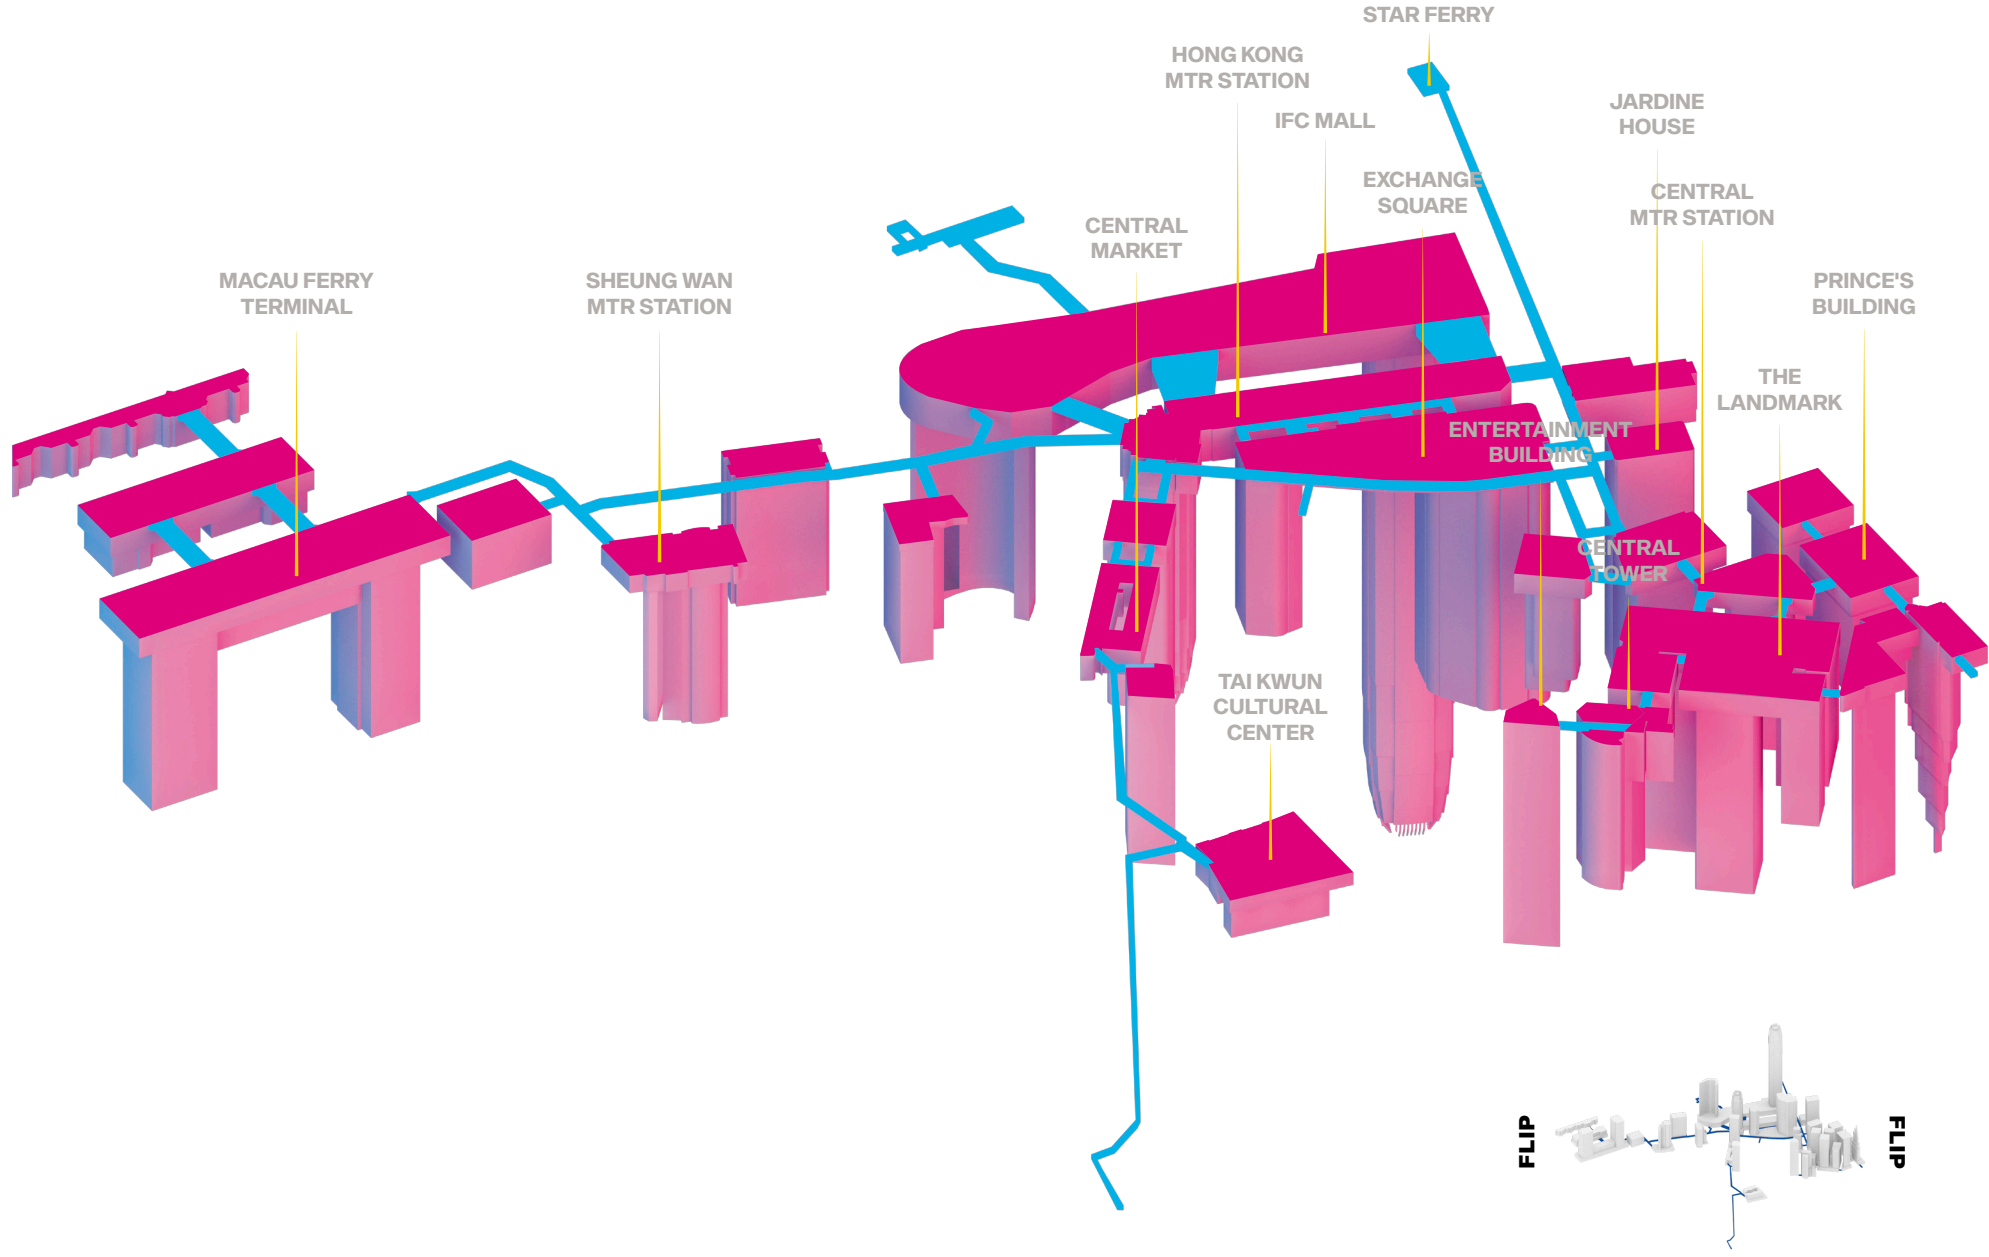 STAR FERRY
HONG KONG
MTR STATION
IFC MALL
JARDINE
HOUSE
EXCHANGE
SQUARE
CENTRAL
MTR STATION
CENTRAL
MARKET
MACAU FERRY
TERMINAL
SHEUNG WAN
MTR STATION
PRINCE'S
BUILDING
THE
LANDMARK
ENTERTAINMENT
BUILDING
CENTRAL
TOWER
TAI KWUN
CULTURAL
CENTER
FLIP
FLIP